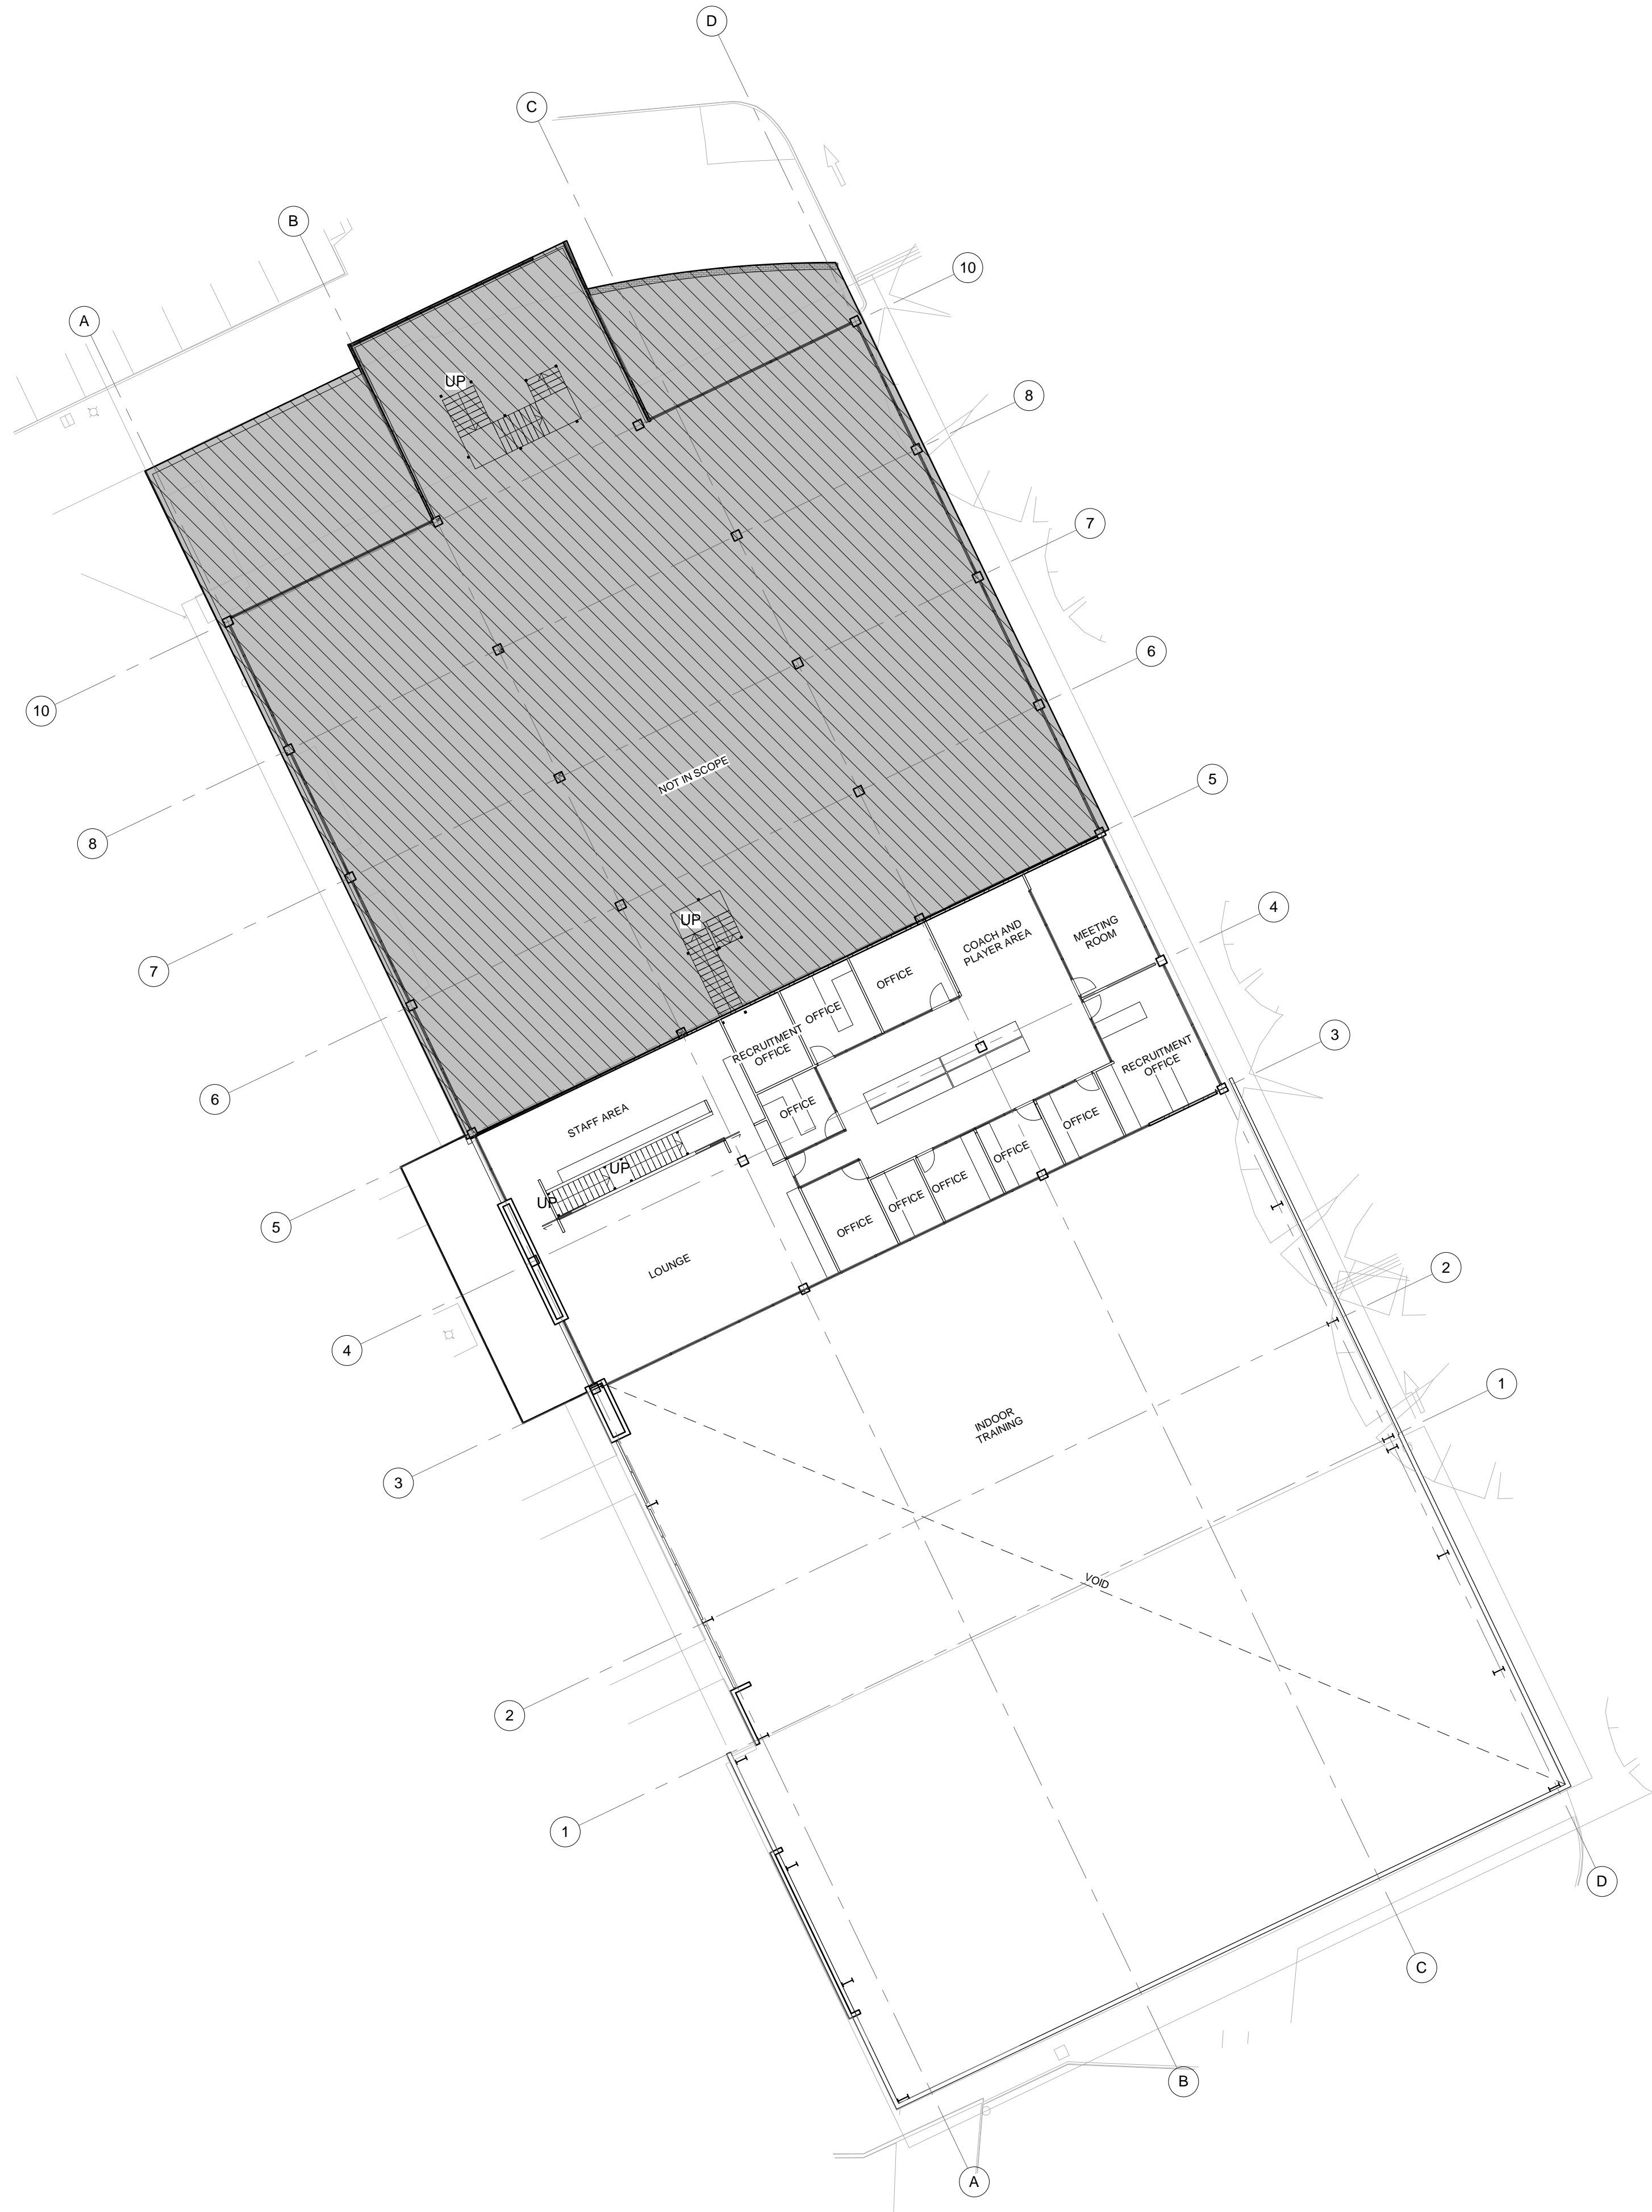 D
C
B
A
10
8
7
6
5
4
3
2
1
10
8
7
6
5
4
3
2
1
D
C
B
A
UP
NOT IN SCOPE
UP
COACH AND
PLAYER AREA
MEETING
ROOM
OFFICE
OFFICE
RECRUITMENT
OFFICE
RECRUITMENT
OFFICE
OFFICE
STAFF AREA
OFFICE
OFFICE
OFFICE
OFFICE
OFFICE
UP
UP
LOUNGE
INDOOR
TRAINING
VOID